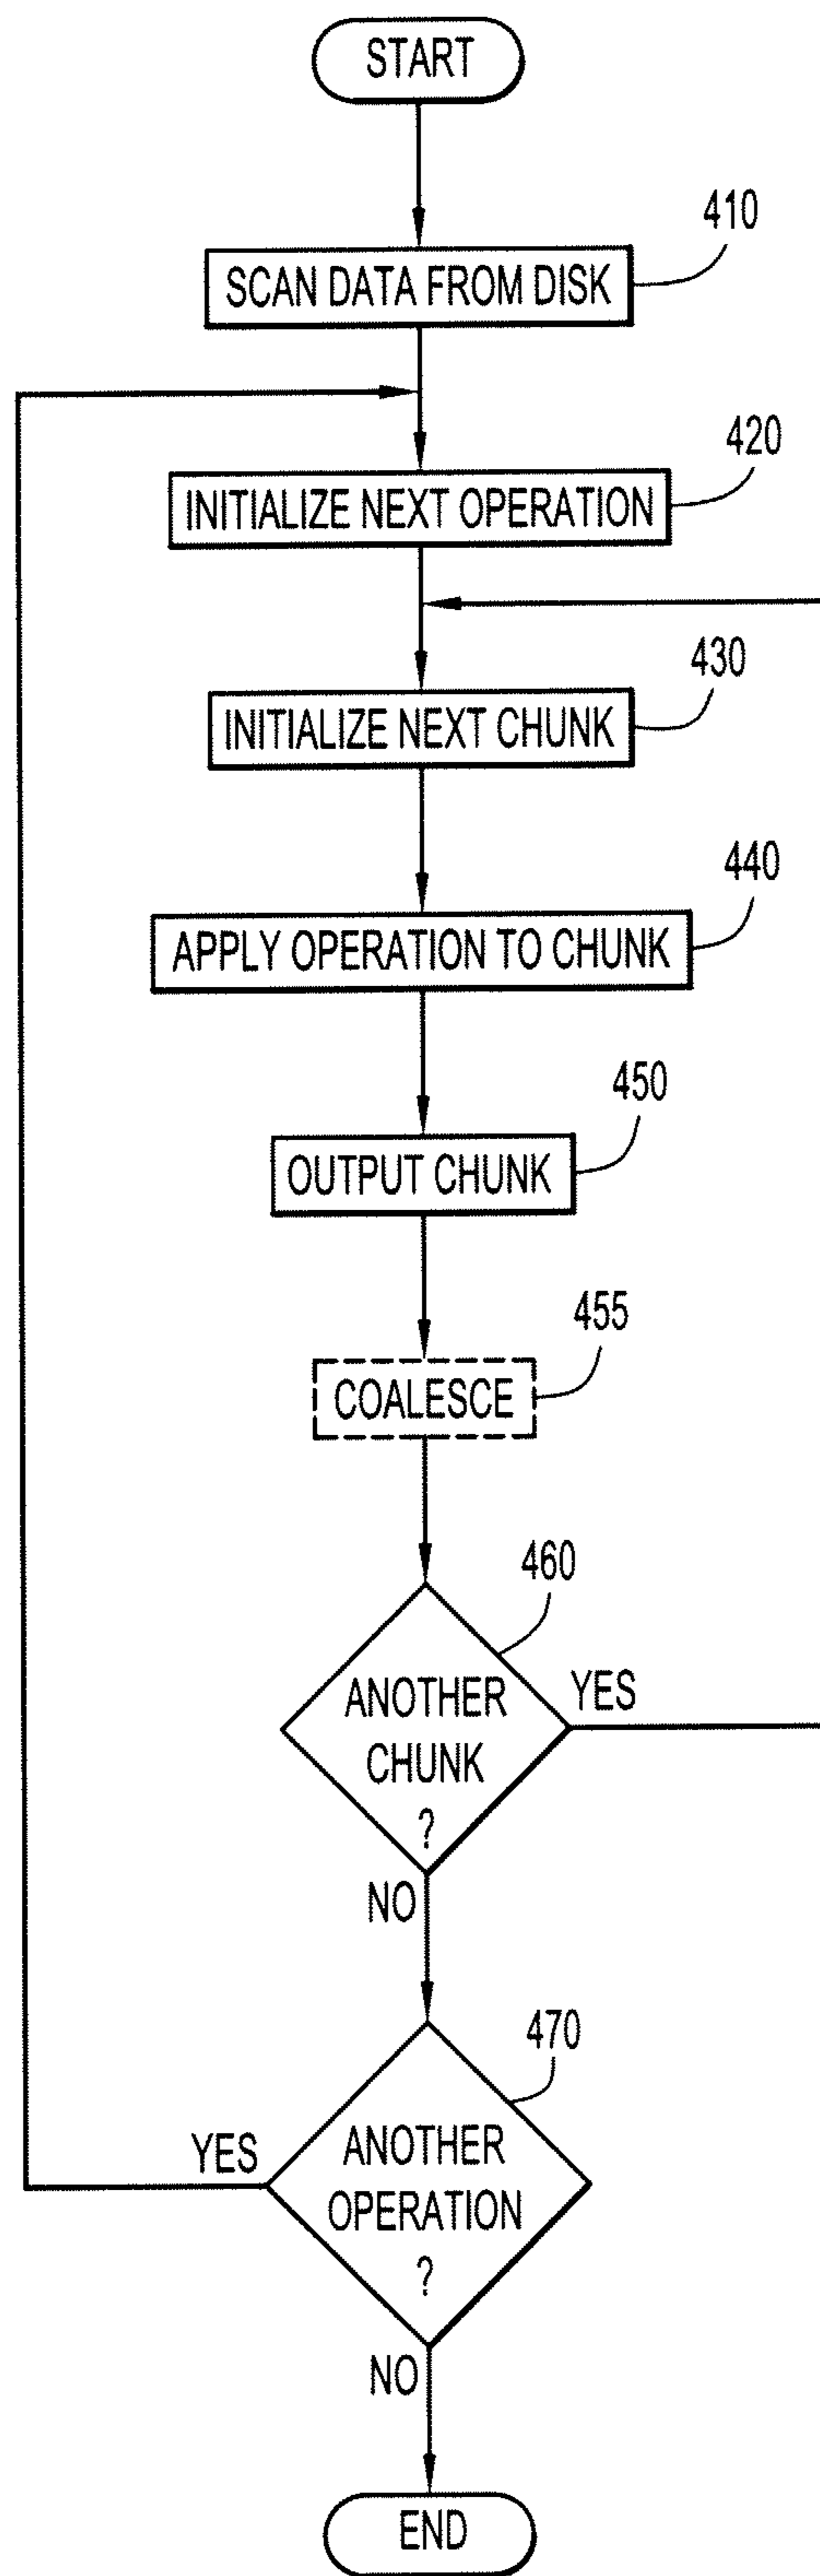 START
410
SCAN DATA FROM DISK
420
INITIALIZE NEXT OPERATION
430
INITIALIZE NEXT CHUNK
440
APPLY OPERATION TO CHUNK
450
OUTPUT CHUNK
455
COALESCE
460
ANOTHER
CHUNK
?
YES
NO
470
ANOTHER
OPERATION
?
YES
NO
END